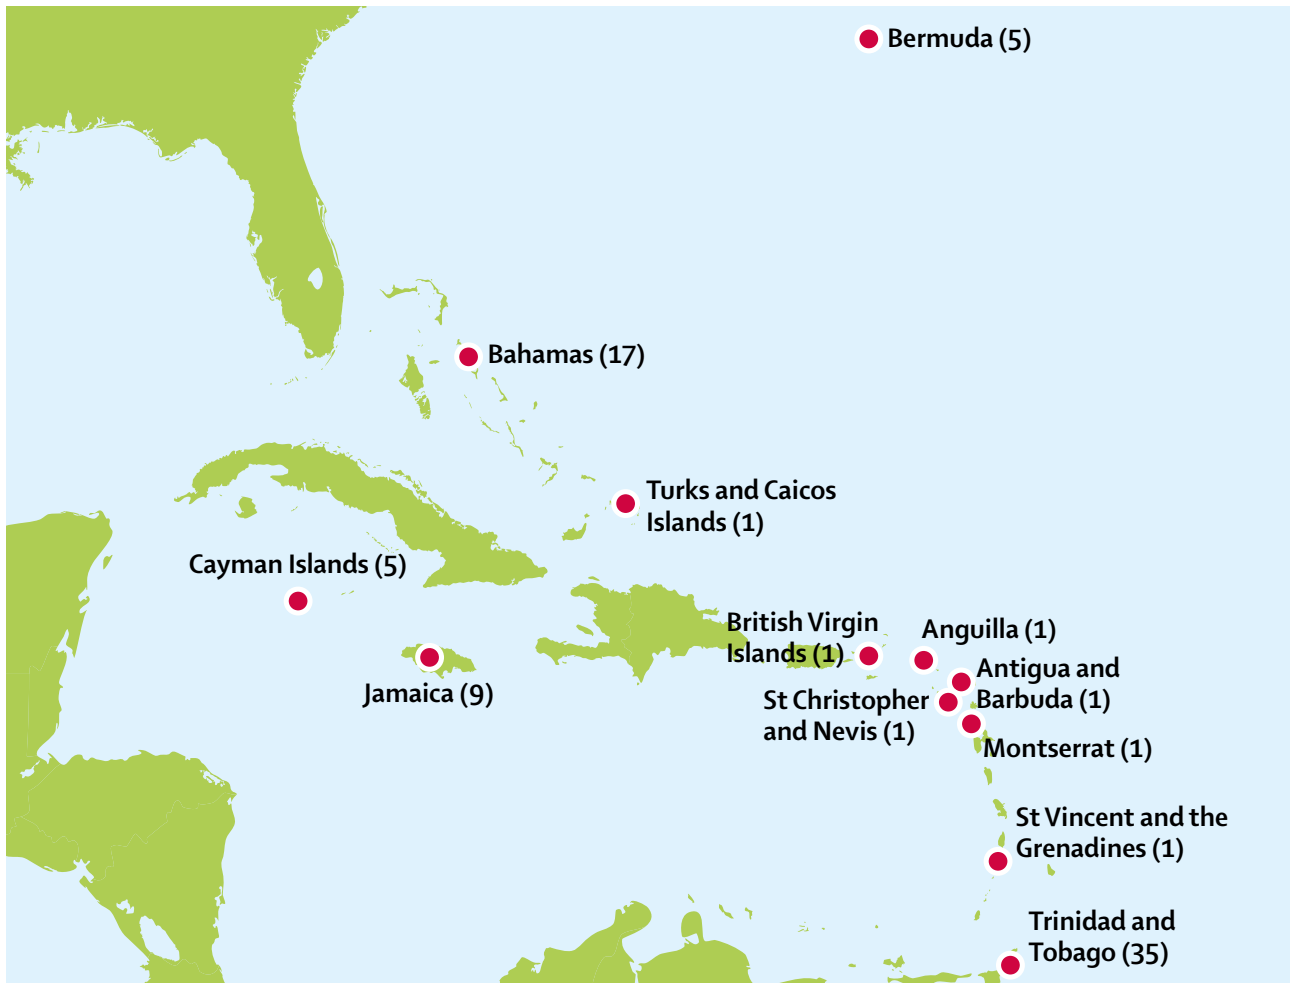 Bermuda (5)
Bahamas (17)
Turks and Caicos
Islands (1)
Cayman Islands (5)
Jamaica (9)
British Virgin
Islands (1)
Anguilla (1)
Antigua and
Barbuda (1)
St Christopher
and Nevis (1)
Montserrat (1)
St Vincent and the
Grenadines (1)
Trinidad and
Tobago (35)